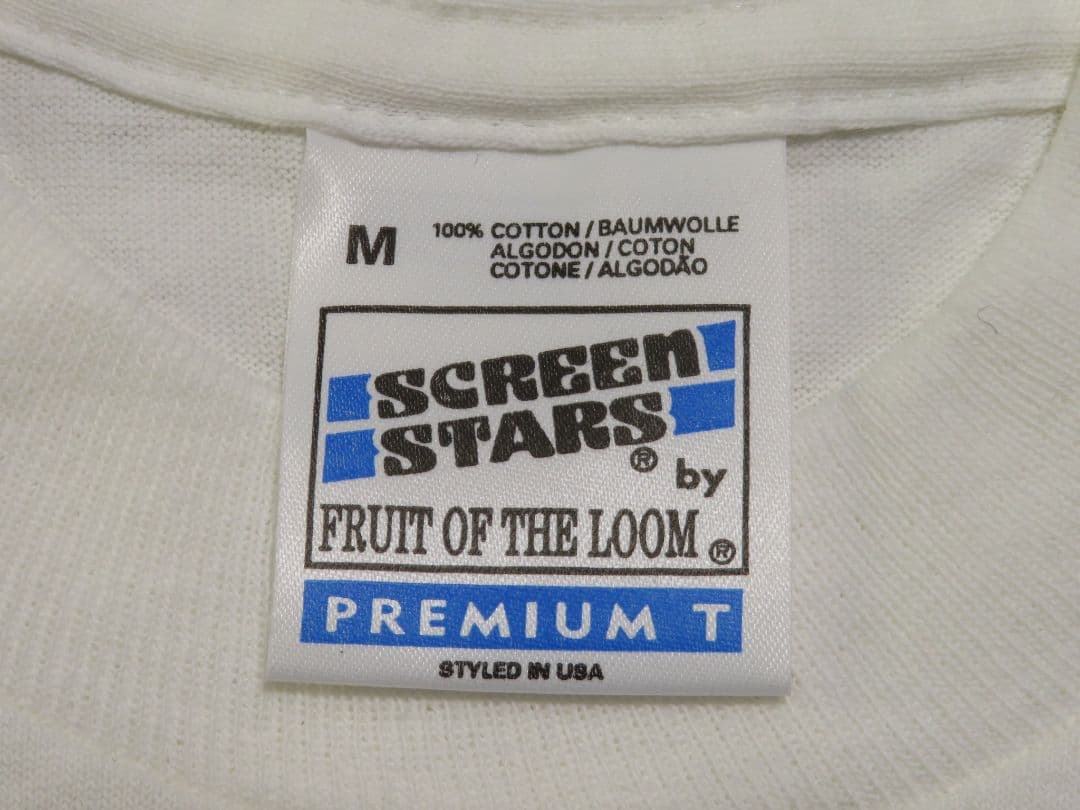 M
100% COTTON / BAUMWOLLE
ALGODON / COTON
COTONE / ALGODÃO
SCREEN
STARS ®
by
FRUIT OF THE LOOM ®
PREMIUM T
STYLED IN USA